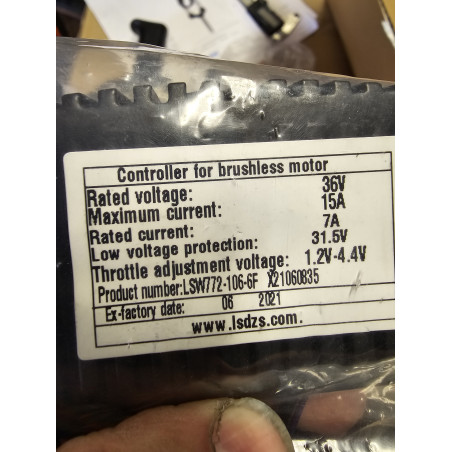 Controller for brushless motor
Rated voltage: 36V
Maximum current: 15A
Rated current: 7A
Low voltage protection: 31.5V
Throttle adjustment voltage: 1.2V-4.4V
Product number:LSW772-106-6F X21060835
Ex-factory date: 06 2021
www.lsdzs.com.